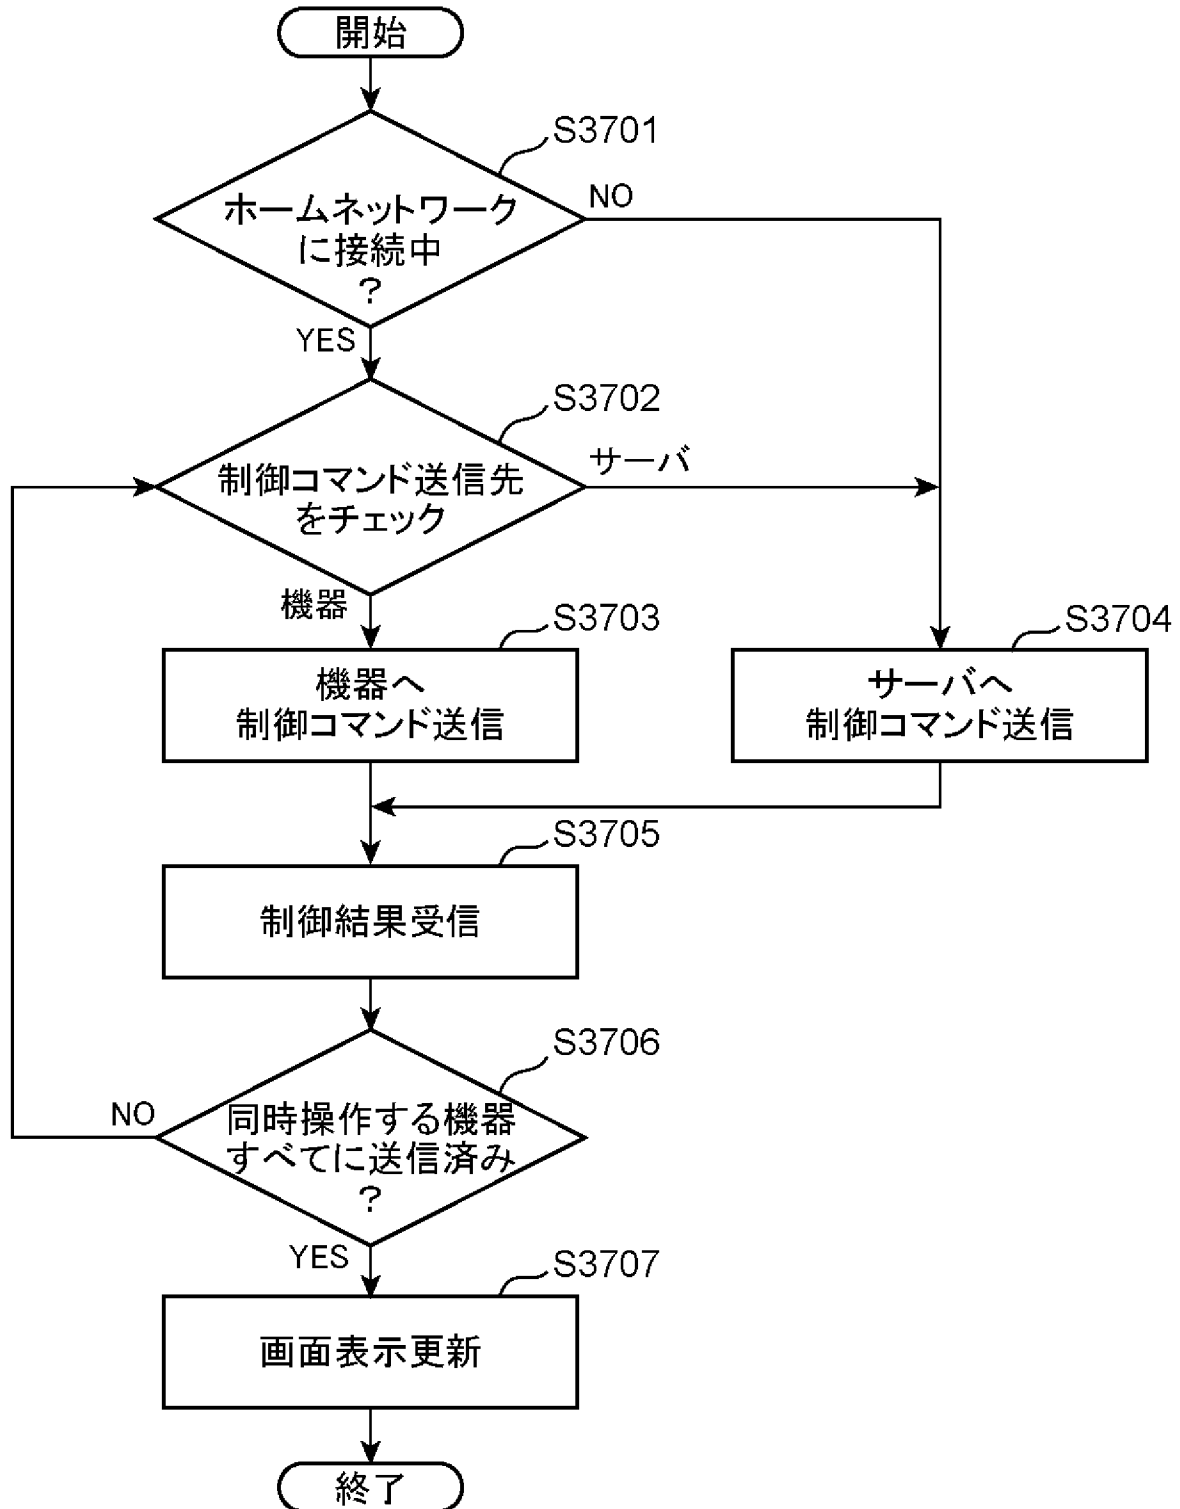 開始
S3701
ホームネットワーク
に接続中
?
NO
YES
S3702
制御コマンド送信先
をチェック
サーバ
機器
S3703
機器へ
制御コマンド送信
S3704
サーバへ
制御コマンド送信
S3705
制御結果受信
S3706
同時操作する機器
すべてに送信済み
?
NO
YES
S3707
画面表示更新
終了